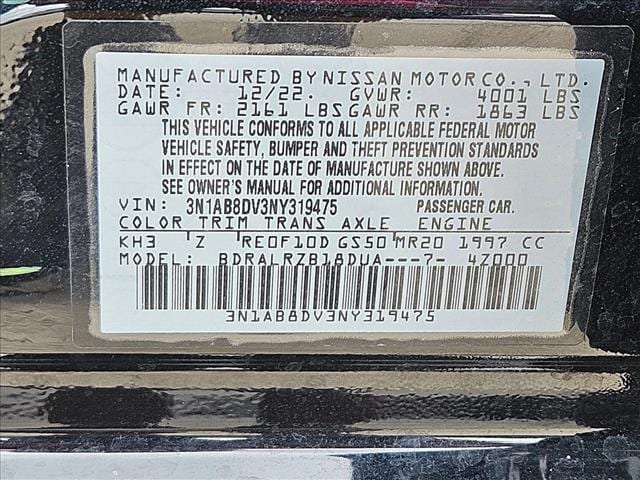 MANUFACTURED BY NISSAN MOTOR CO., LTD.
DATE: 12/22. GVWR: 4001 LBS
GAWR FR: 2161 LBS GAWR RR: 1863 LBS
THIS VEHICLE CONFORMS TO ALL APPLICABLE FEDERAL MOTOR
VEHICLE SAFETY, BUMPER AND THEFT PREVENTION STANDARDS
IN EFFECT ON THE DATE OF MANUFACTURE SHOWN ABOVE.
SEE OWNER'S MANUAL FOR ADDITIONAL INFORMATION.
VIN: 3N1AB8DV3NY319475 PASSENGER CAR.
COLOR TRIM TRANS AXLE ENGINE
KH3 Z RE0F10D GS50 MR20 1997 CC
MODEL: BDRALRZB18DUA---7- 4Z000
3N1AB8DV3NY319475